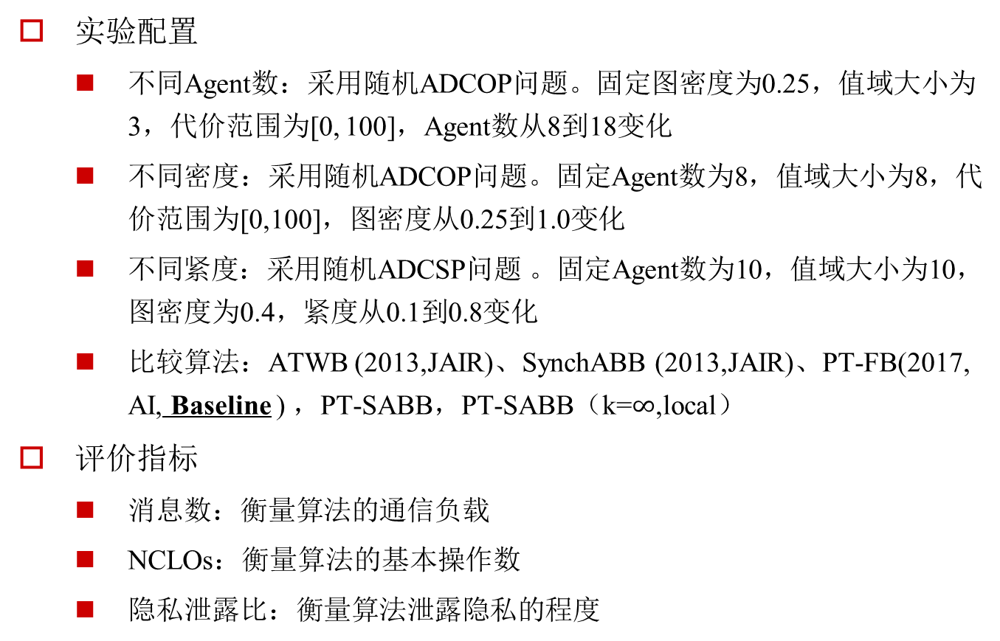 实验配置
不同Agent数：采用随机ADCOP问题。固定图密度为0.25，值域大小为
3，代价范围为[0, 100]，Agent数从8到18变化
不同密度：采用随机ADCOP问题。固定Agent数为8，值域大小为8，代
价范围为[0,100]，图密度从0.25到1.0变化
不同紧度：采用随机ADCSP问题 。固定Agent数为10，值域大小为10，
图密度为0.4，紧度从0.1到0.8变化
比较算法：ATWB (2013,JAIR)、SynchABB (2013,JAIR)、PT-FB(2017,
AI, Baseline )，PT-SABB，PT-SABB（k=∞,local）
评价指标
消息数：衡量算法的通信负载
NCLOs：衡量算法的基本操作数
隐私泄露比：衡量算法泄露隐私的程度